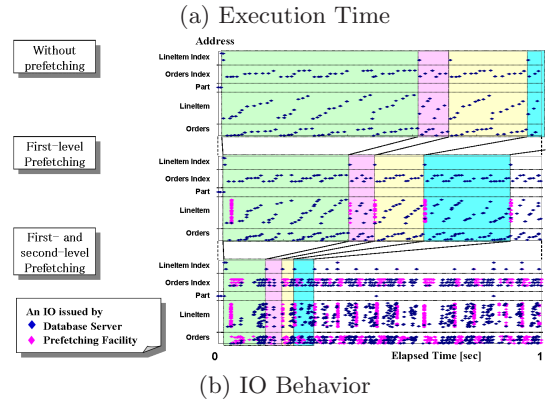 (a) Execution Time
Address
Without
prefetching
LineItem Index
Orders Index
Part
LineItem
Orders
First-level
Prefetching
LineItem Index
Orders Index
Part
LineItem
Orders
First- and
second-level
Prefetching
LineItem Index
Orders Index
Part
LineItem
Orders
An IO issued by
Database Server
Prefetching Facility
0
Elapsed Time [sec]
1
(b) IO Behavior